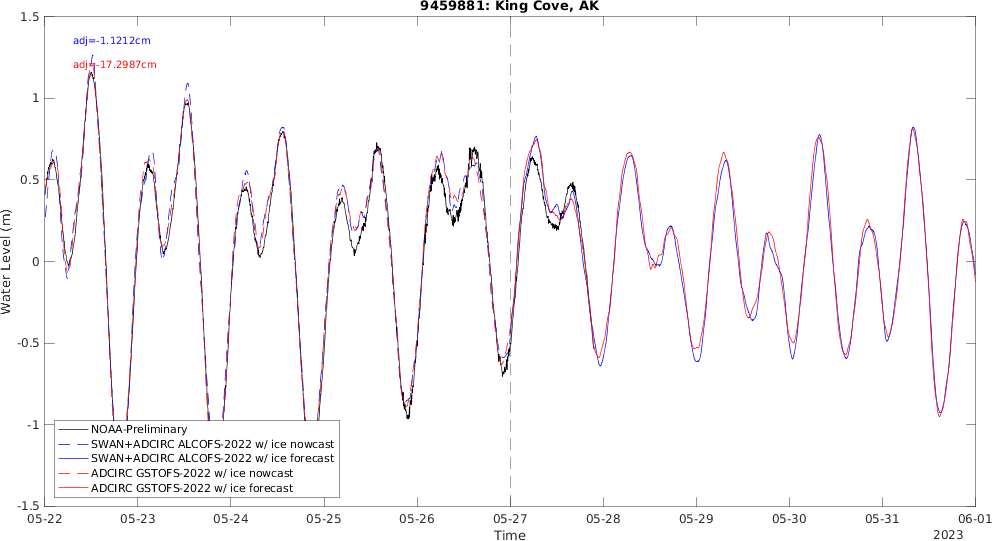 9459881: King Cove, AK
adj=-1.1212cm
adj=-17.2987cm
Water Level (m)
1.5
1
0.5
0
-0.5
-1
-1.5
NOAA-Preliminary
SWAN+ADCIRC ALCOFS-2022 w/ ice nowcast
SWAN+ADCIRC ALCOFS-2022 w/ ice forecast
ADCIRC GSTOFS-2022 w/ ice nowcast
ADCIRC GSTOFS-2022 w/ ice forecast
05-22 05-23 05-24 05-25 05-26 05-27 05-28 05-29 05-30 05-31 06-01
Time
2023